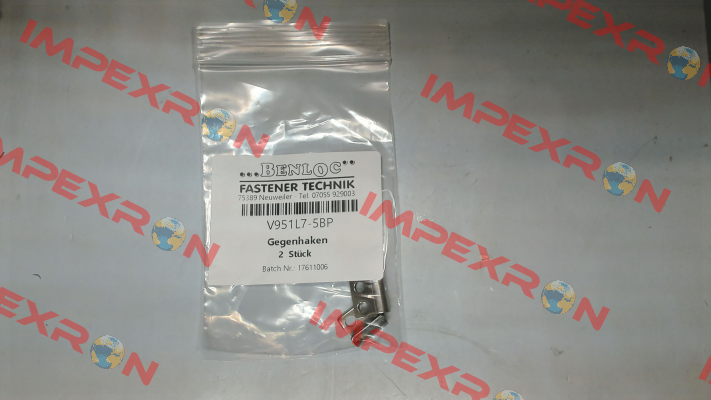 ..BENLOC..
FASTENER TECHNIK
75389 Neuweiler · Tel. 07055 929003
V951L7-5BP
Gegenhaken
2 Stück
Batch Nr.: 17611006
IMPEXRON
IMPEXRON
IMPEXRON
IMPEXRON
IMPEXRON
IMPEXRON
IMPEXRON